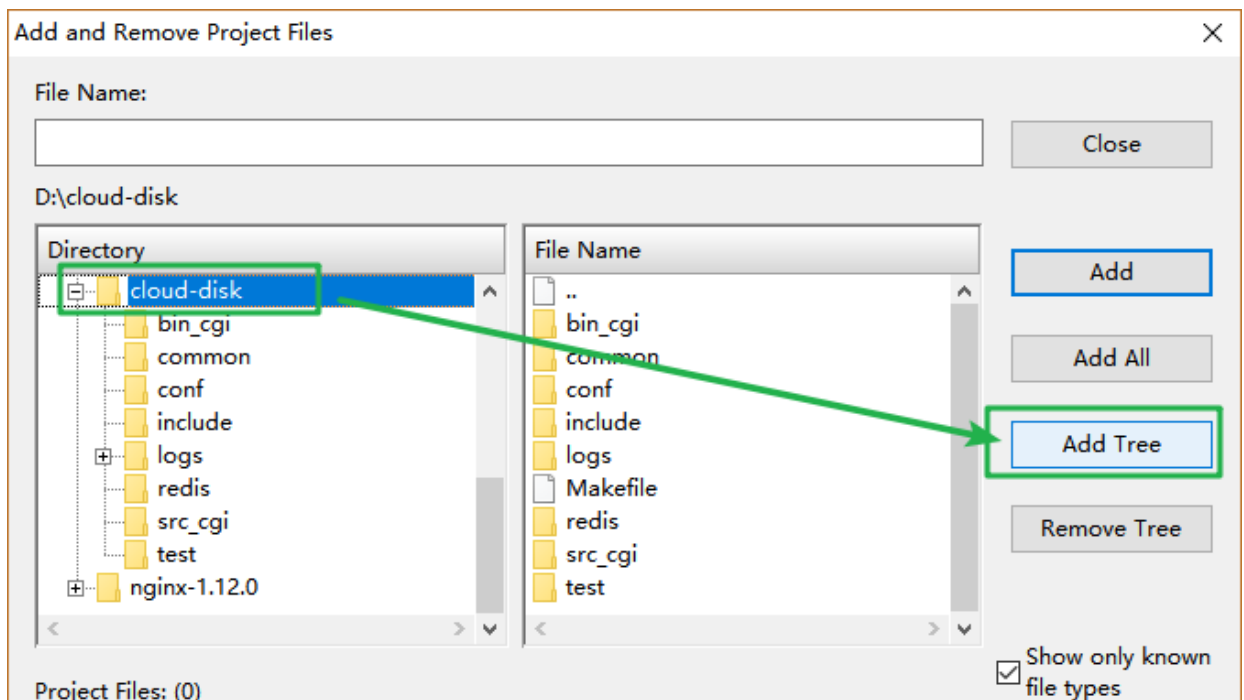 Add and Remove Project Files
File Name:
Close
D:\cloud-disk
Directory
cloud-disk
bin_cgi
common
conf
include
logs
redis
src_cgi
test
nginx-1.12.0
File Name
..
bin_cgi
common
conf
include
logs
Makefile
redis
src_cgi
test
Add
Add All
Add Tree
Remove Tree
Show only known
file types
Project Files: (0)